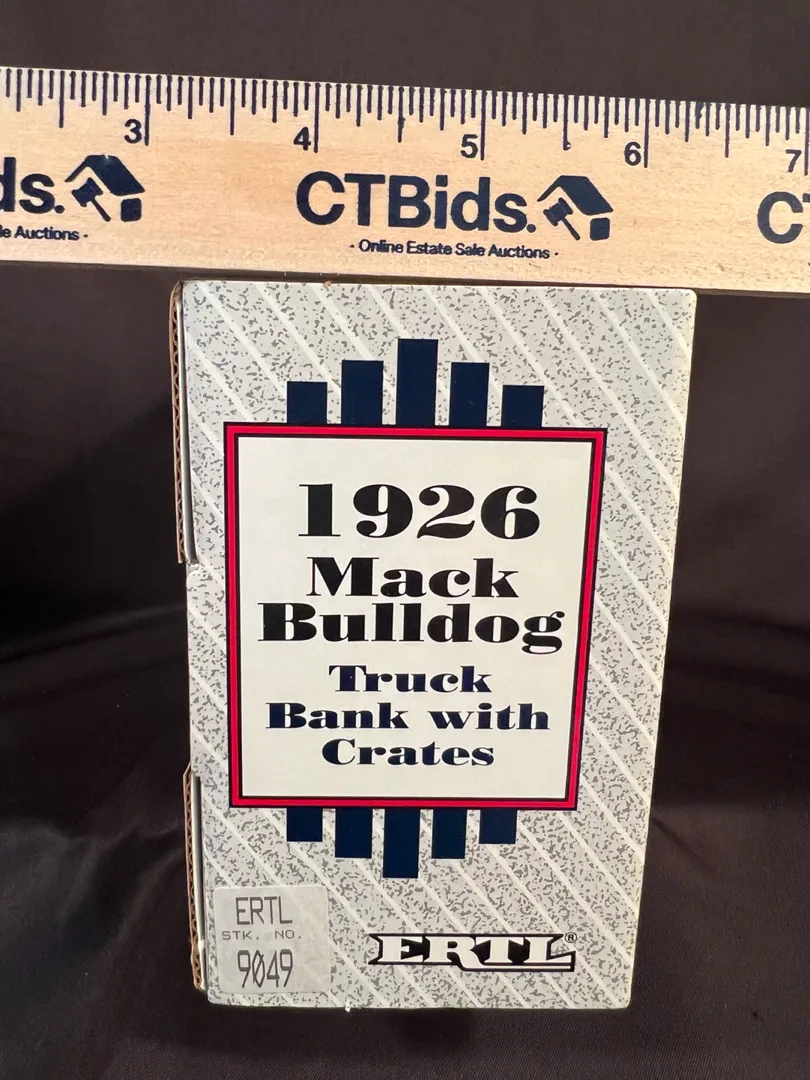 3 4 5 6 7
ds. CTBids. C
le Auctions · · Online Estate Sale Auctions ·
1926
Mack
Bulldog
Truck
Bank with
Crates
ERTL
STK. NO.
9049
ERTL®